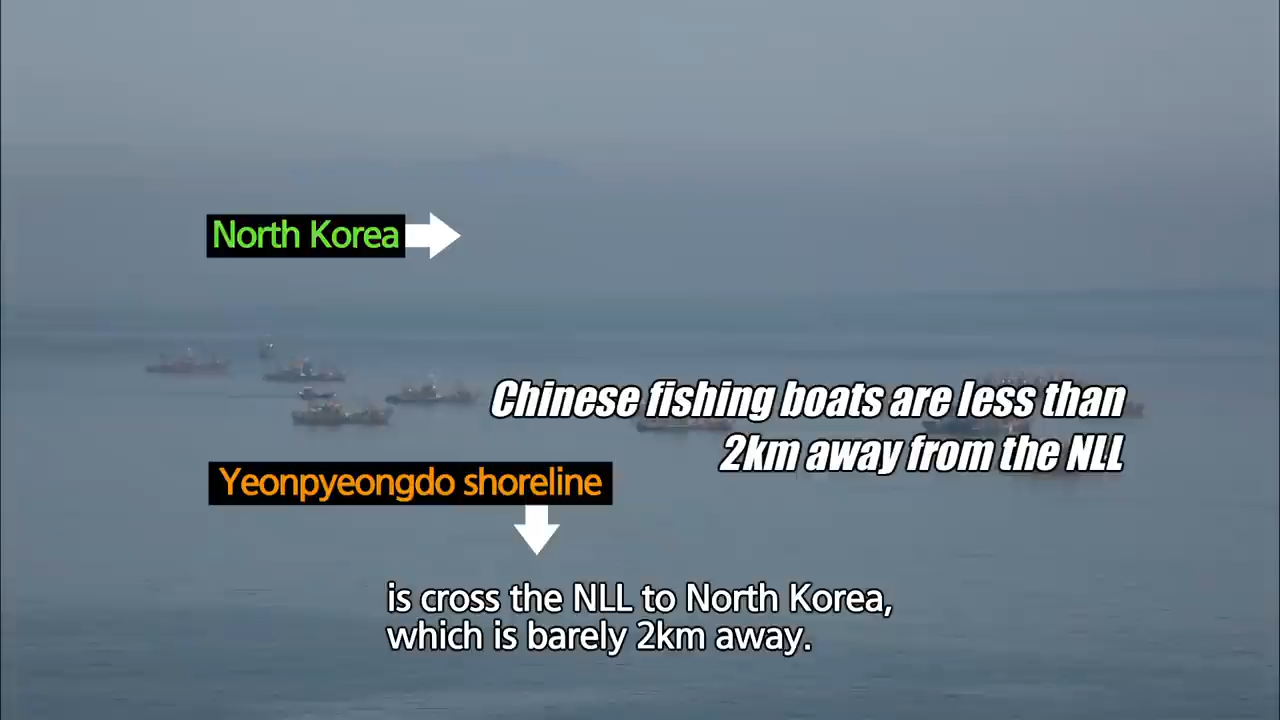 North Korea
Chinese fishing boats are less than
2km away from the NLL
Yeonpyeongdo shoreline
is cross the NLL to North Korea,
which is barely 2km away.